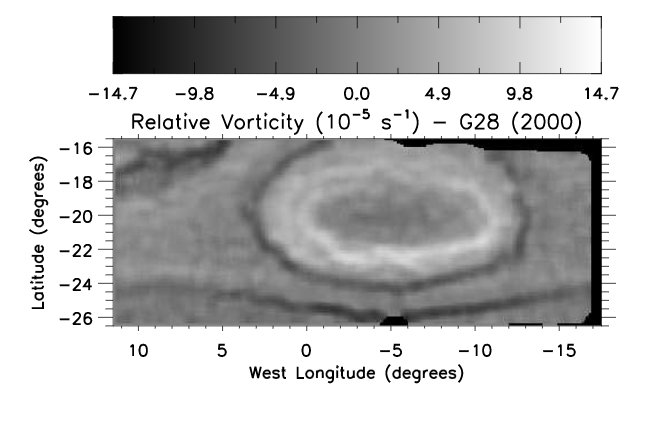 −14.7 −9.8 −4.9 0.0 4.9 9.8 14.7
Relative Vorticity (10⁻⁵ s⁻¹) − G28 (2000)
Latitude (degrees)
−16
−18
−20
−22
−24
−26
10 5 0 −5 −10 −15
West Longitude (degrees)